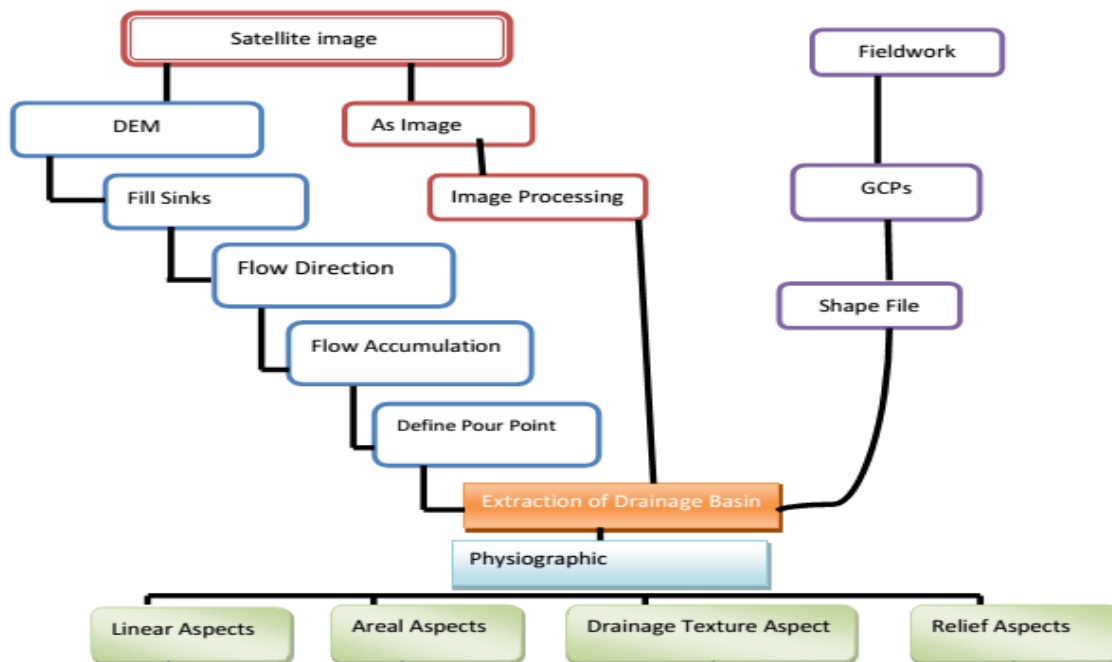 Satellite image
Fieldwork
DEM
As Image
Fill Sinks
Image Processing
GCPs
Flow Direction
Shape File
Flow Accumulation
Define Pour Point
Extraction of Drainage Basin
Physiographic
Linear Aspects
Areal Aspects
Drainage Texture Aspect
Relief Aspects